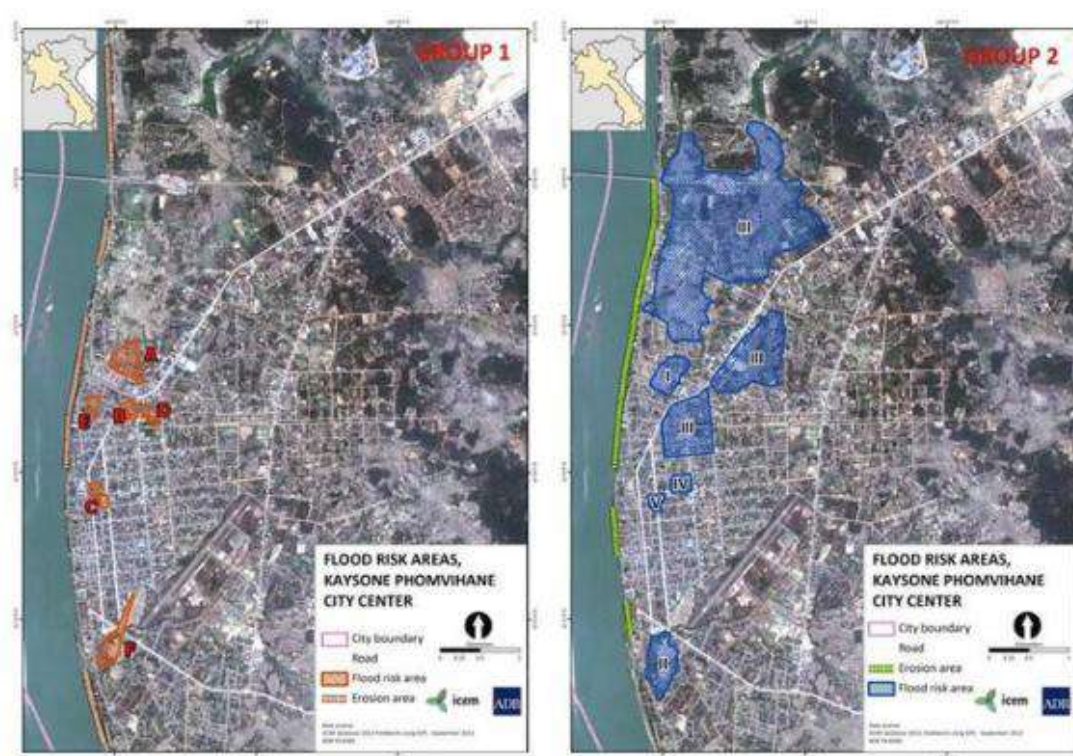 GROUP 1
A
E
B
D
C
F
FLOOD RISK AREAS,
KAYSONE PHOMVIHANE
CITY CENTER
City boundary
Road
Flood risk area
Erosion area
icem
ADB
GROUP 2
III
III
I
III
IV
V
II
FLOOD RISK AREAS,
KAYSONE PHOMVIHANE
CITY CENTER
City boundary
Road
Erosion area
Flood risk area
icem
ADB